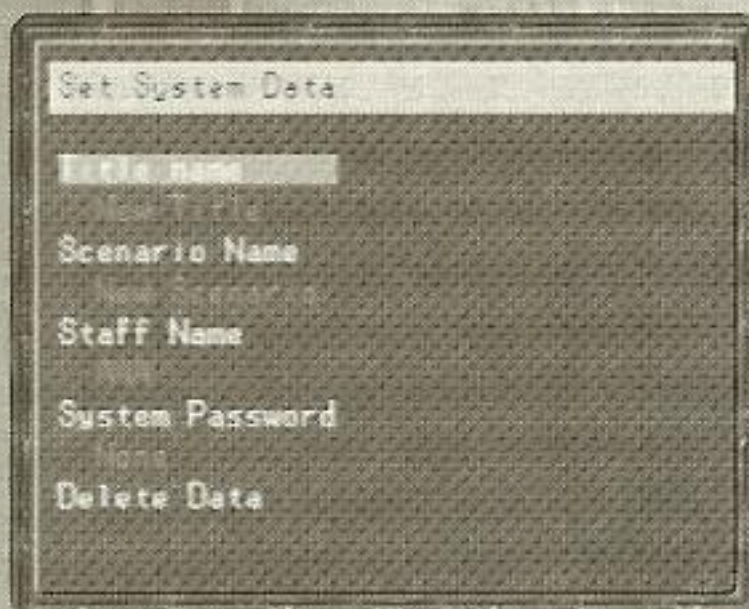 Set System Data
Title name
New Title
Scenario Name
New Scenario
Staff Name
System Password
None
Delete Data